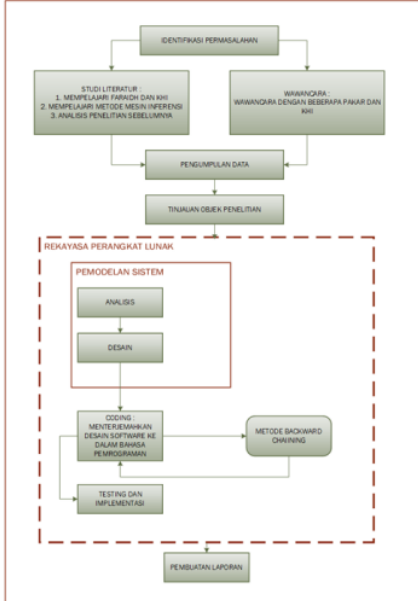 IDENTIFIKASI PERMASALAHAN
STUDI LITERATUR :
1. MEMPELAJARI FARAIDH DAN KHI
2. MEMPELAJARI METODE MESIN INFERENSI
3. ANALISIS PENELITIAN SEBELUMNYA
WAWANCARA :
WAWANCARA DENGAN BEBERAPA PAKAR DAN
KHI
PENGUMPULAN DATA
TINJAUAN OBJEK PENELITIAN
REKAYASA PERANGKAT LUNAK
PEMODELAN SISTEM
ANALISIS
DESAIN
CODING :
MENTERJEMAHKAN
DESAIN SOFTWARE KE
DALAM BAHASA
PEMROGRAMAN
METODE BACKWARD
CHAINING
TESTING DAN
IMPLEMENTASI
PEMBUATAN LAPORAN